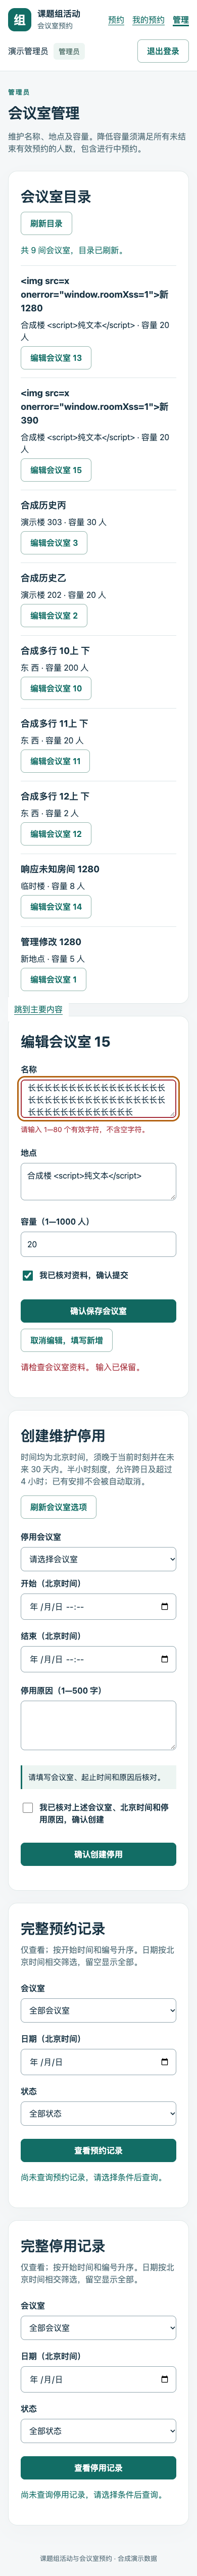 组
课题组活动
会议室预约
预约 我的预约 管理
演示管理员 管理员
退出登录
管理员
会议室管理
维护名称、地点及容量。降低容量须满足所有未结
束有效预约的人数，包含进行中预约。
会议室目录
刷新目录
共 9 间会议室，目录已刷新。
<img src=x
onerror="window.roomXss=1">新
1280
合成楼 <script>纯文本</script> · 容量 20
人
编辑会议室 13
<img src=x
onerror="window.roomXss=1">新
390
合成楼 <script>纯文本</script> · 容量 20
人
编辑会议室 15
合成历史丙
演示楼 303 · 容量 30 人
编辑会议室 3
合成历史乙
演示楼 202 · 容量 20 人
编辑会议室 2
合成多行 10上 下
东 西 · 容量 200 人
编辑会议室 10
合成多行 11上 下
东 西 · 容量 20 人
编辑会议室 11
合成多行 12上 下
东 西 · 容量 2 人
编辑会议室 12
响应未知房间 1280
临时楼 · 容量 8 人
编辑会议室 14
管理修改 1280
新地点 · 容量 5 人
编辑会议室 1
跳到主要内容
编辑会议室 15
名称
长长长长长长长长长长长长长长长长长
长长长长长长长长长长长长长长长长长
长长长长长长长长长长长长长
请输入 1—80 个有效字符，不含空字符。
地点
合成楼 <script>纯文本</script>
容量（1—1000 人）
20
我已核对资料，确认提交
确认保存会议室
取消编辑，填写新增
请检查会议室资料。 输入已保留。
创建维护停用
时间均为北京时间，须晚于当前时刻并在未
来 30 天内。半小时刻度，允许跨日及超过
4 小时；已有安排不会被自动取消。
刷新会议室选项
停用会议室
请选择会议室
开始（北京时间）
年 /月/日 --:--
结束（北京时间）
年 /月/日 --:--
停用原因（1—500 字）
请填写会议室、起止时间和原因后核对。
我已核对上述会议室、北京时间和停
用原因，确认创建
确认创建停用
完整预约记录
仅查看；按开始时间和编号升序。日期按北
京时间相交筛选，留空显示全部。
会议室
全部会议室
日期（北京时间）
年 /月/日
状态
全部状态
查看预约记录
尚未查询预约记录，请选择条件后查询。
完整停用记录
仅查看；按开始时间和编号升序。日期按北
京时间相交筛选，留空显示全部。
会议室
全部会议室
日期（北京时间）
年 /月/日
状态
全部状态
查看停用记录
尚未查询停用记录，请选择条件后查询。
课题组活动与会议室预约 · 合成演示数据